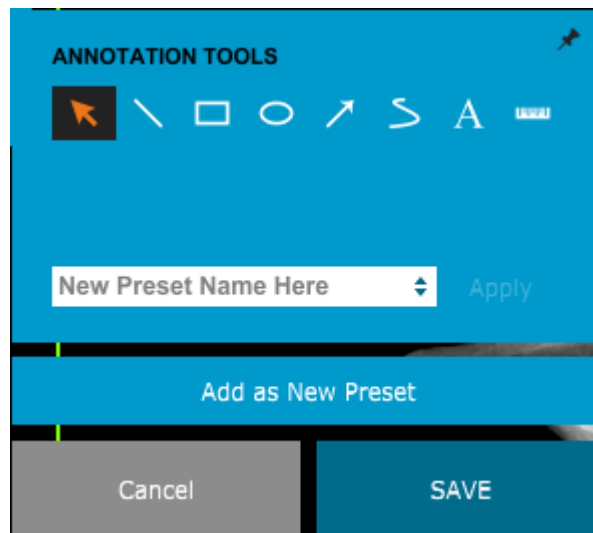 ANNOTATION TOOLS
A
New Preset Name Here
Apply
Add as New Preset
Cancel
SAVE